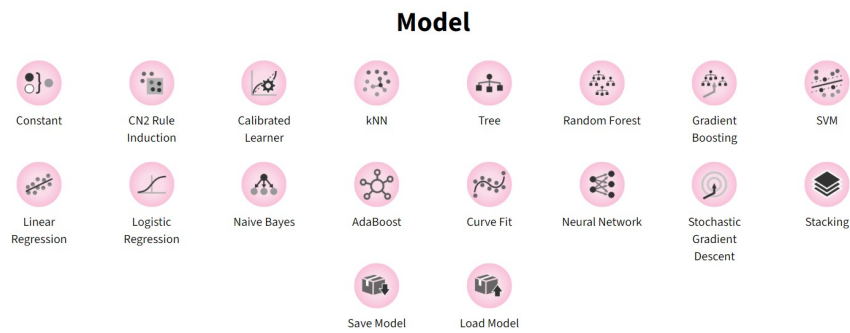 Model
Constant
CN2 Rule
Induction
Calibrated
Learner
kNN
Tree
Random Forest
Gradient
Boosting
SVM
Linear
Regression
Logistic
Regression
Naive Bayes
AdaBoost
Curve Fit
Neural Network
Stochastic
Gradient
Descent
Stacking
Save Model
Load Model